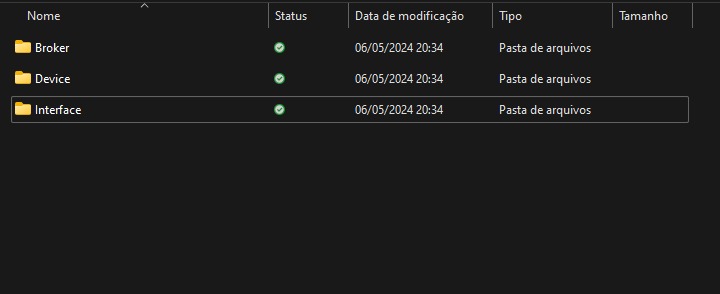 Nome Status Data de modificação Tipo Tamanho
Broker 06/05/2024 20:34 Pasta de arquivos
Device 06/05/2024 20:34 Pasta de arquivos
Interface 06/05/2024 20:34 Pasta de arquivos